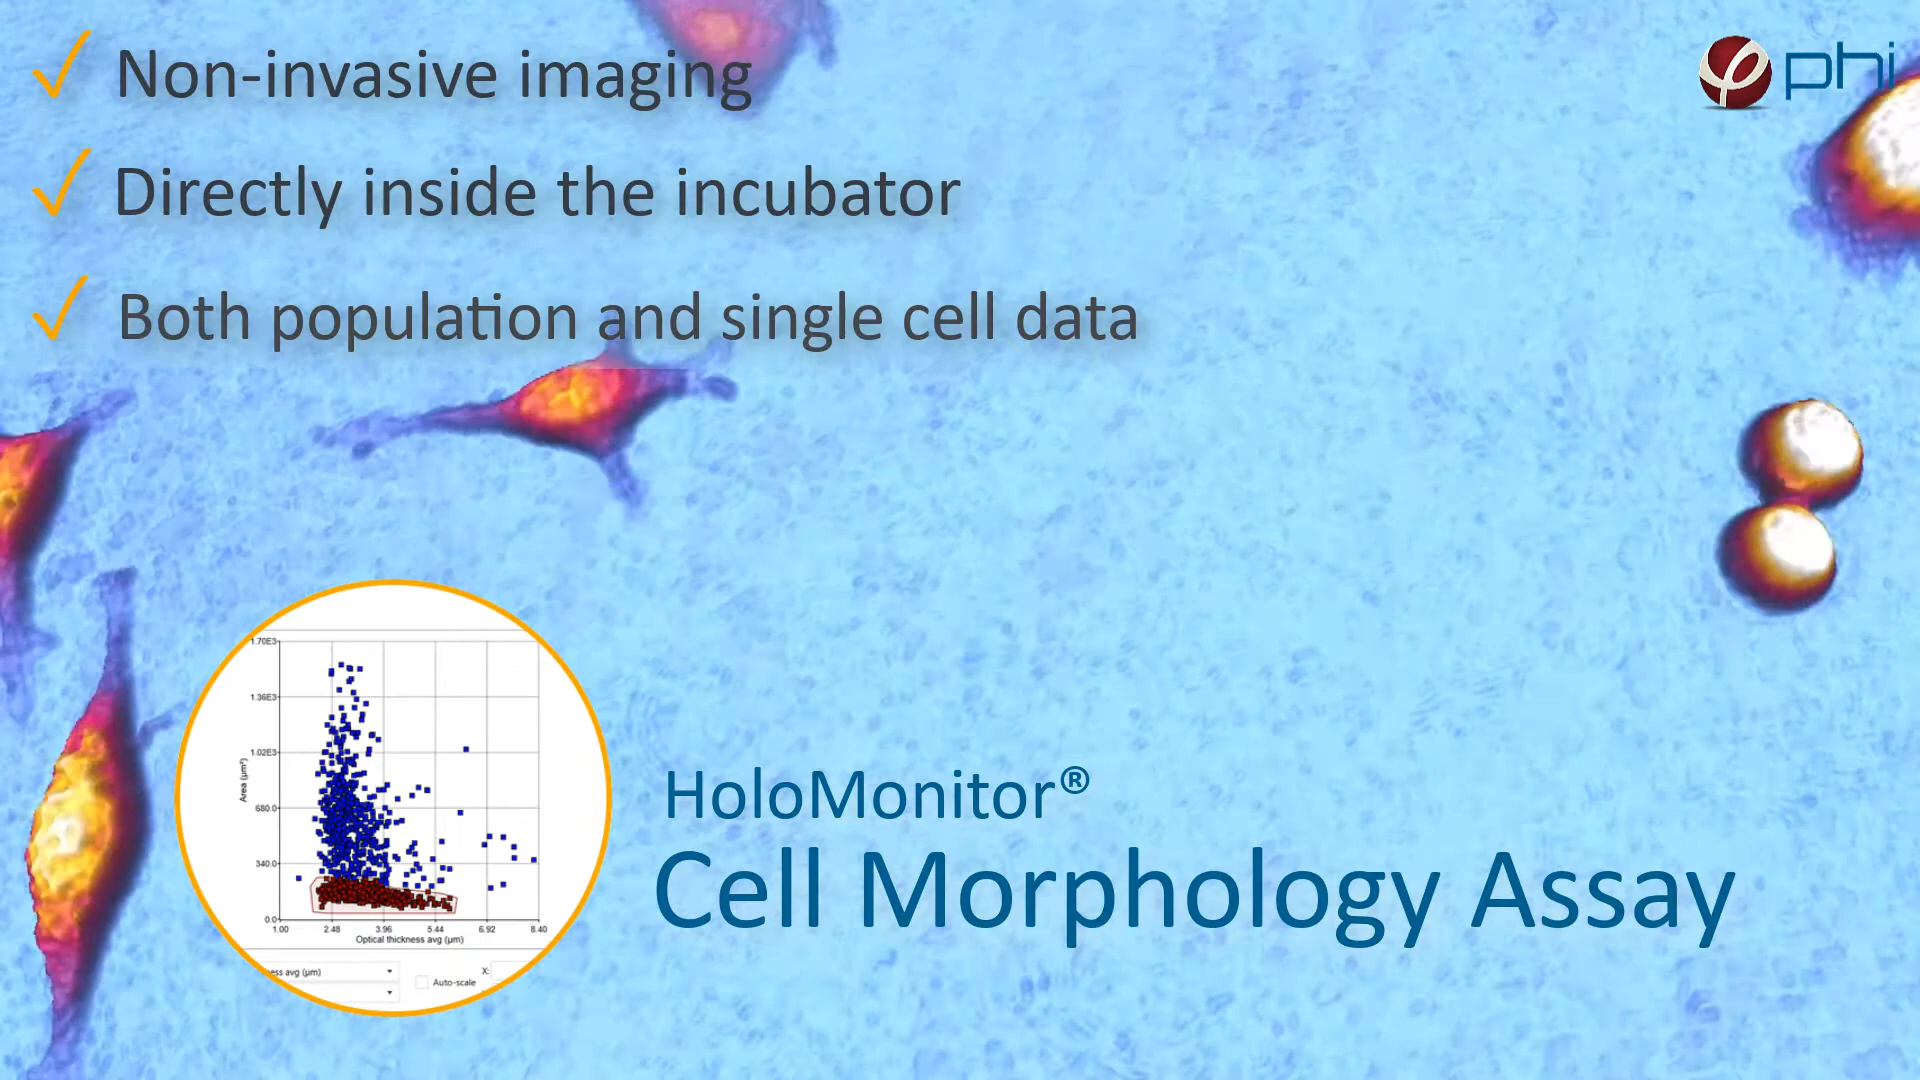 ✓ Non-invasive imaging
phi
✓ Directly inside the incubator
✓ Both population and single cell data
1.70E3
1.36E3
1.02E3
680.0
340.0
0.0
Area (µm²)
1.00 2.48 3.96 5.44 6.92 8.40
Optical thickness avg (µm)
avg (µm)
Auto-scale
X:
HoloMonitor®
Cell Morphology Assay